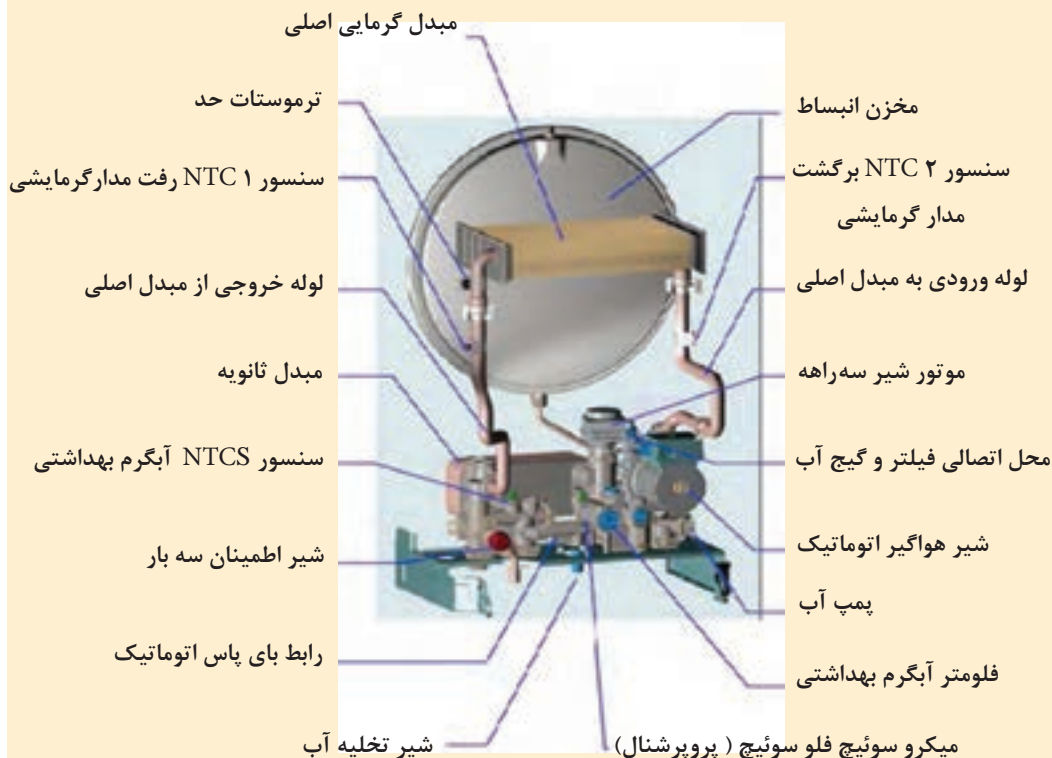 مبدل گرمایی اصلی
مخزن انبساط
سنسور NTC ۲ برگشت
مدار گرمایشی
لوله ورودی به مبدل اصلی
موتور شیر سه‌راهه
محل اتصالی فیلتر و گیج آب
شیر هواگیر اتوماتیک
پمپ آب
فلومتر آبگرم بهداشتی
میکرو سوئیچ فلو سوئیچ ( پروپرشنال)
ترموستات حد
سنسور NTC ۱ رفت مدارگرمایشی
لوله خروجی از مبدل اصلی
مبدل ثانویه
سنسور NTCS آبگرم بهداشتی
شیر اطمینان سه بار
رابط بای پاس اتوماتیک
شیر تخلیه آب